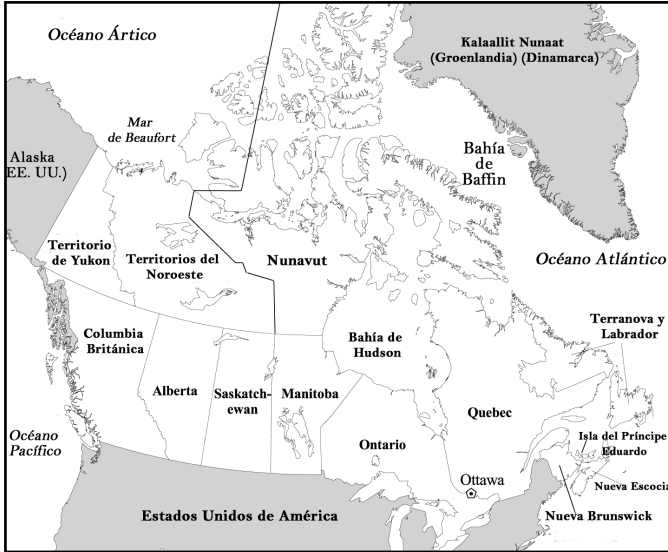 Océano Ártico
Kalaallit Nunaat
(Groenlandia) (Dinamarca)
Mar
de Beaufort
Bahía
de
Baffin
Alaska
EE. UU.)
Territorio
de Yukon
Territorios del
Noroeste
Nunavut
Océano Atlántico
Terranova y
Labrador
Columbia
Británica
Bahía de
Hudson
Alberta
Saskatch-
ewan
Manitoba
Quebec
Océano
Pacífico
Ontario
Isla del Príncipe
Eduardo
Ottawa
Nueva Escocia
Estados Unidos de América
Nueva Brunswick